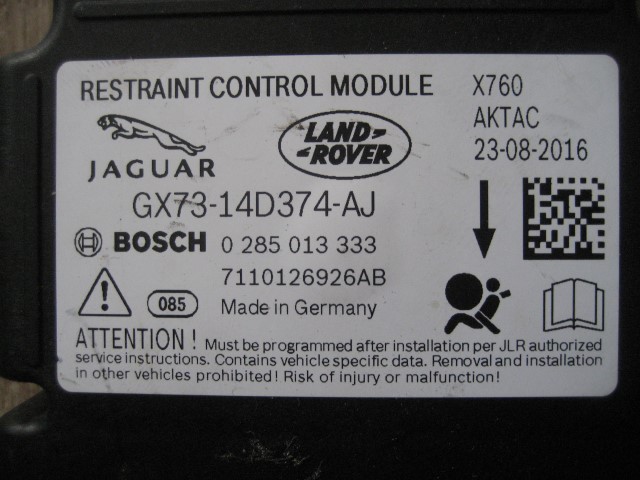 RESTRAINT CONTROL MODULE X760
AKTAC
JAGUAR LAND ROVER 23-08-2016
GX73-14D374-AJ
BOSCH 0 285 013 333
7110126926AB
085 Made in Germany
ATTENTION ! Must be programmed after installation per JLR authorized
service instructions. Contains vehicle specific data. Removal and installation
in other vehicles prohibited! Risk of injury or malfunction!